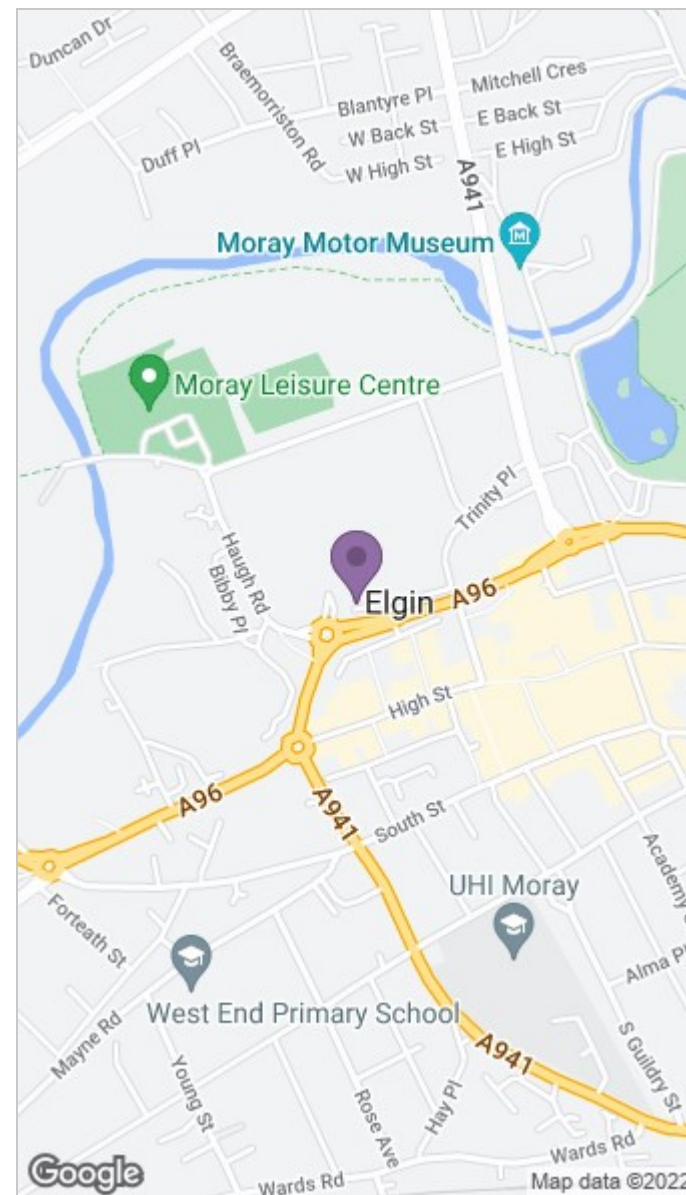 Duncan Dr
Braemorriston Rd
Mitchell Cres
Blantyre Pl
E Back St
W Back St
E High St
Duff Pl
W High St
A941
Moray Motor Museum
Moray Leisure Centre
Trinity Pl
Haugh Rd
Bibby Pl
Elgin
A96
High St
A96
A941
South St
Academy
UHI Moray
Forteath St
Alma P
West End Primary School
Mayne Rd
S Guildry St
A941
Young St
Rose Ave
Hay Pl
Wards Rd
Google
Wards Rd
Map data ©2022